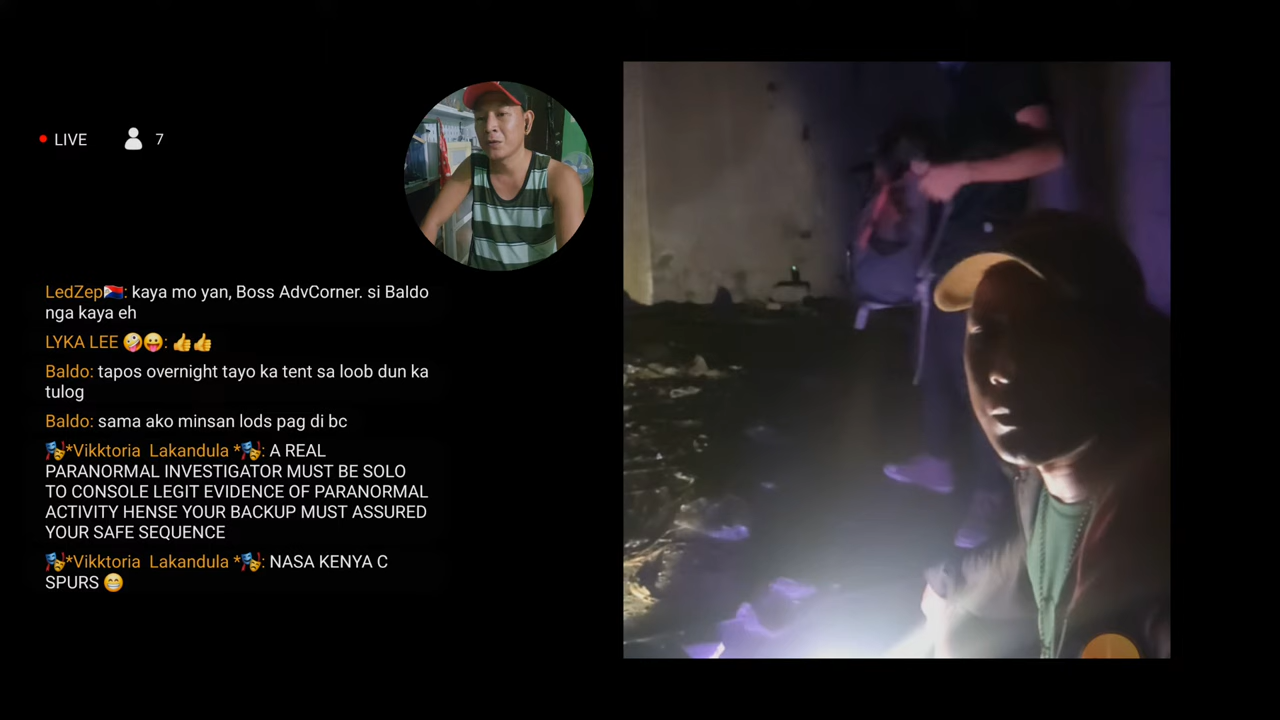 LIVE 7
LedZep🇵🇭: kaya mo yan, Boss AdvCorner. si Baldo
nga kaya eh
LYKA LEE 🤪😛: 👍👍
Baldo: tapos overnight tayo ka tent sa loob dun ka
tulog
Baldo: sama ako minsan lods pag di bc
🎭*Vikktoria Lakandula *🎭: A REAL
PARANORMAL INVESTIGATOR MUST BE SOLO
TO CONSOLE LEGIT EVIDENCE OF PARANORMAL
ACTIVITY HENSE YOUR BACKUP MUST ASSURED
YOUR SAFE SEQUENCE
🎭*Vikktoria Lakandula *🎭: NASA KENYA C
SPURS 😁